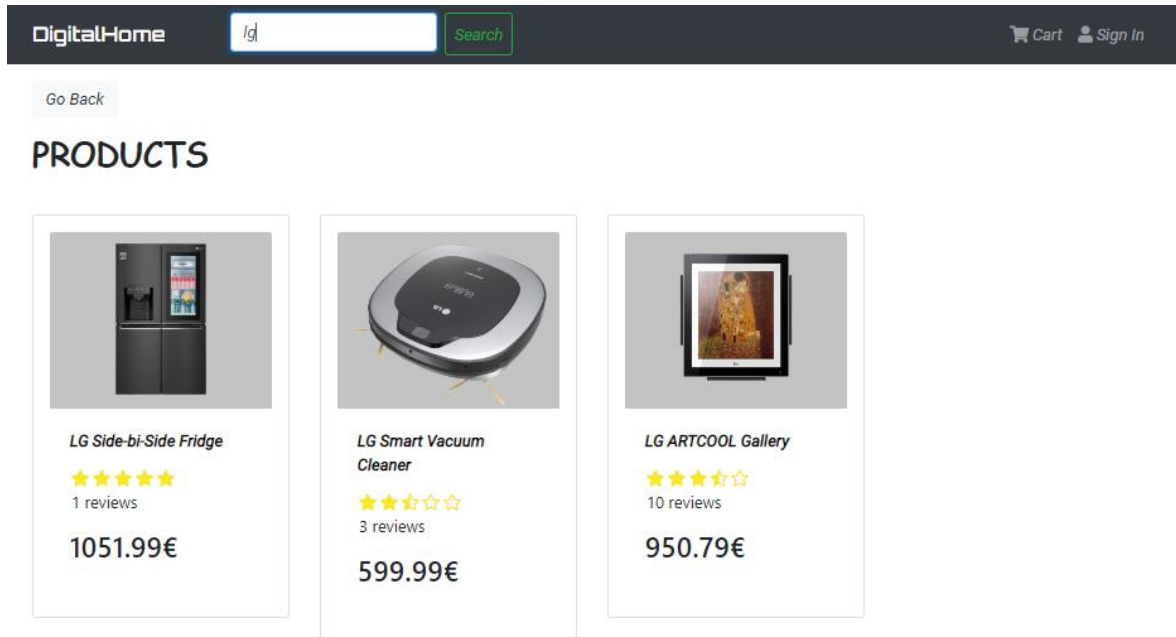 DigitalHome
lg
Search
Cart
Sign In
Go Back
PRODUCTS
LG Side-bi-Side Fridge
1 reviews
1051.99€
LG Smart Vacuum
Cleaner
3 reviews
599.99€
LG ARTCOOL Gallery
10 reviews
950.79€